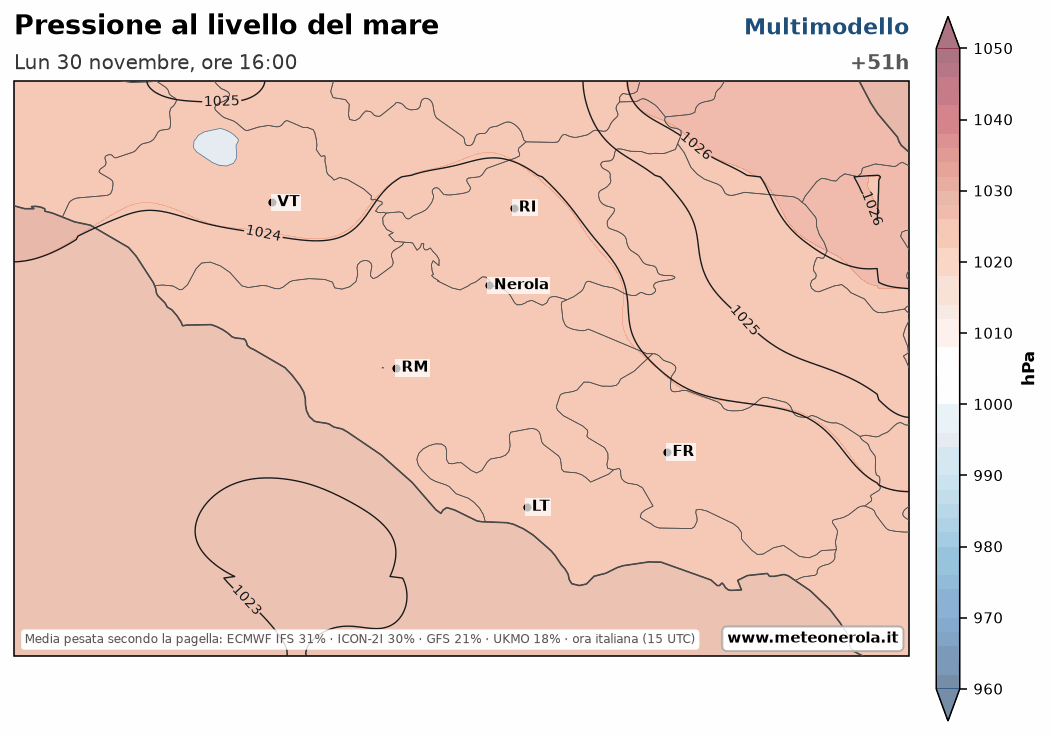 Pressione al livello del mare
Multimodello
Lun 30 novembre, ore 16:00
+51h
1050
1040
1030
1020
1010
1000
990
980
970
960
hPa
1025
1026
VT
RI
1026
1024
Nerola
1025
RM
FR
LT
1023
Media pesata secondo la pagella: ECMWF IFS 31% · ICON-2I 30% · GFS 21% · UKMO 18% · ora italiana (15 UTC)
www.meteonerola.it